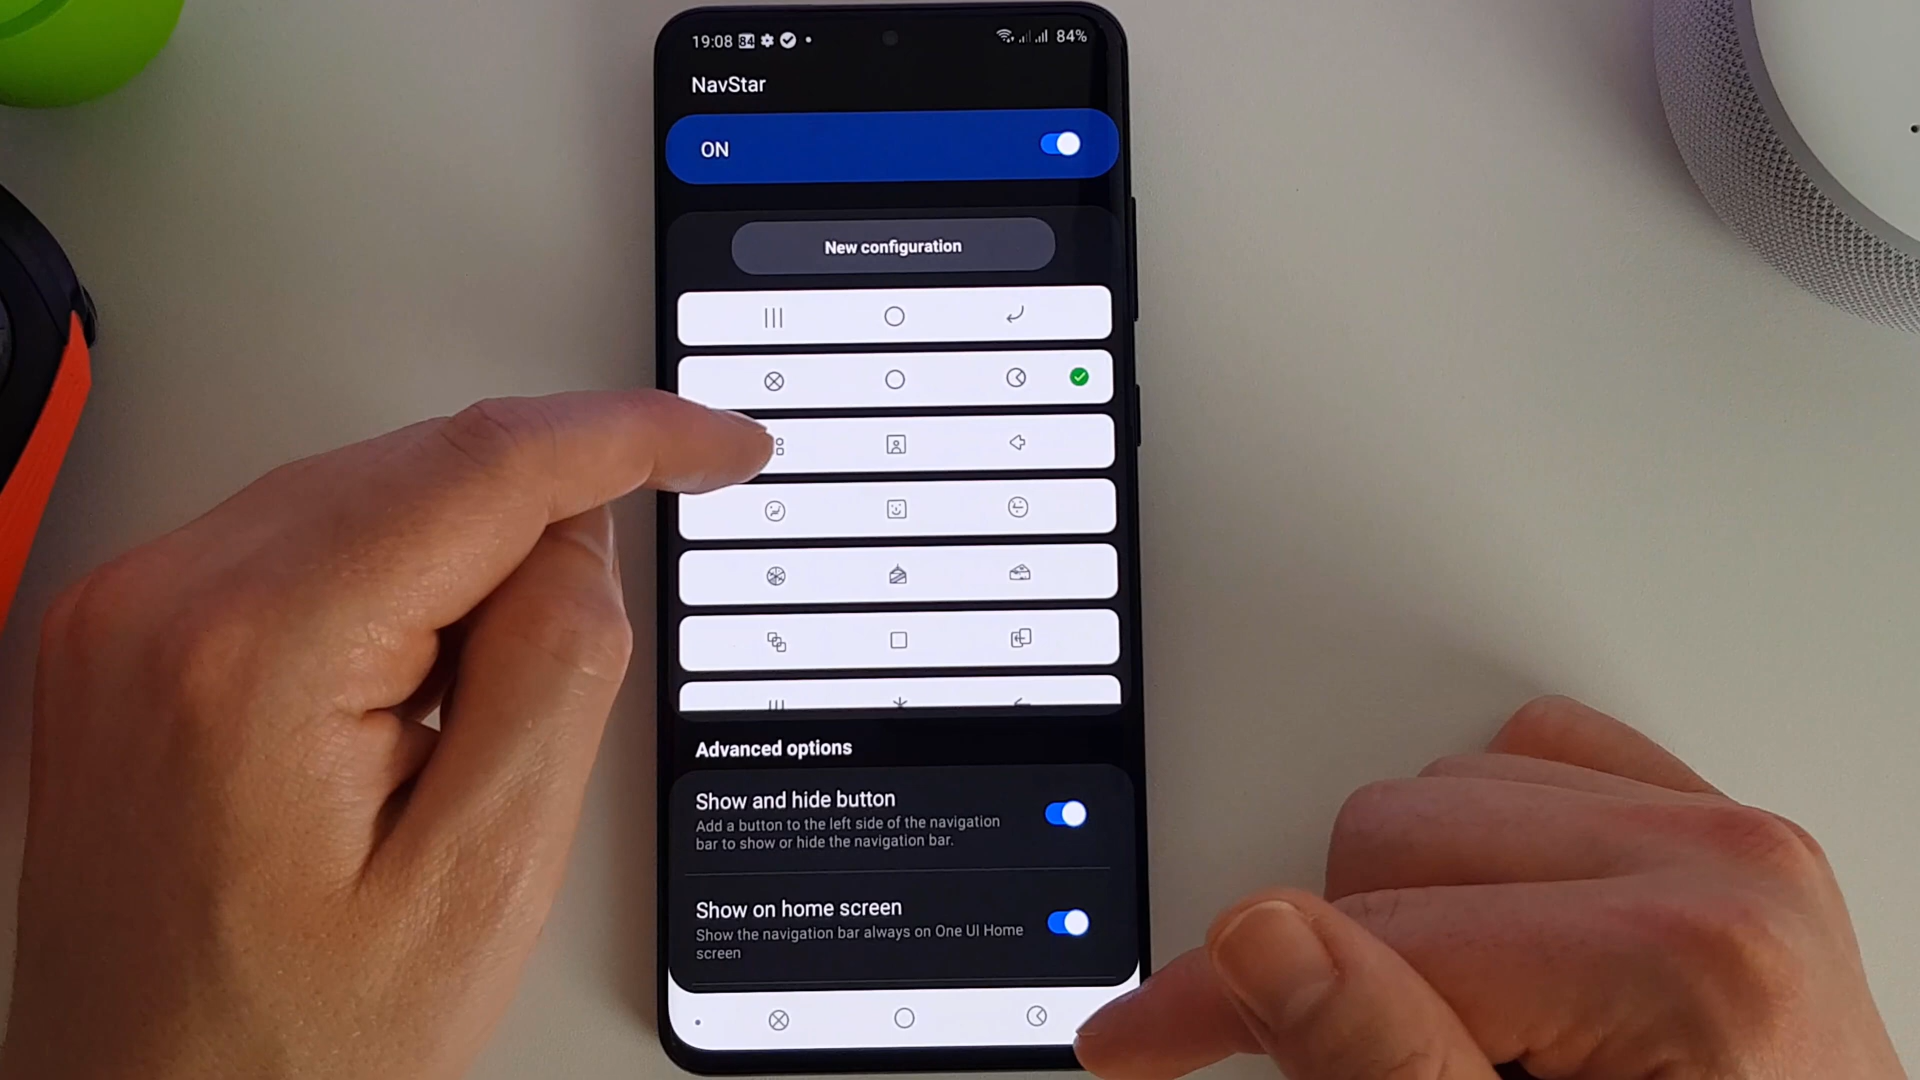 19:08 84 84%
NavStar
ON
New configuration
Advanced options
Show and hide button
Add a button to the left side of the navigation
bar to show or hide the navigation bar.
Show on home screen
Show the navigation bar always on One UI Home
screen